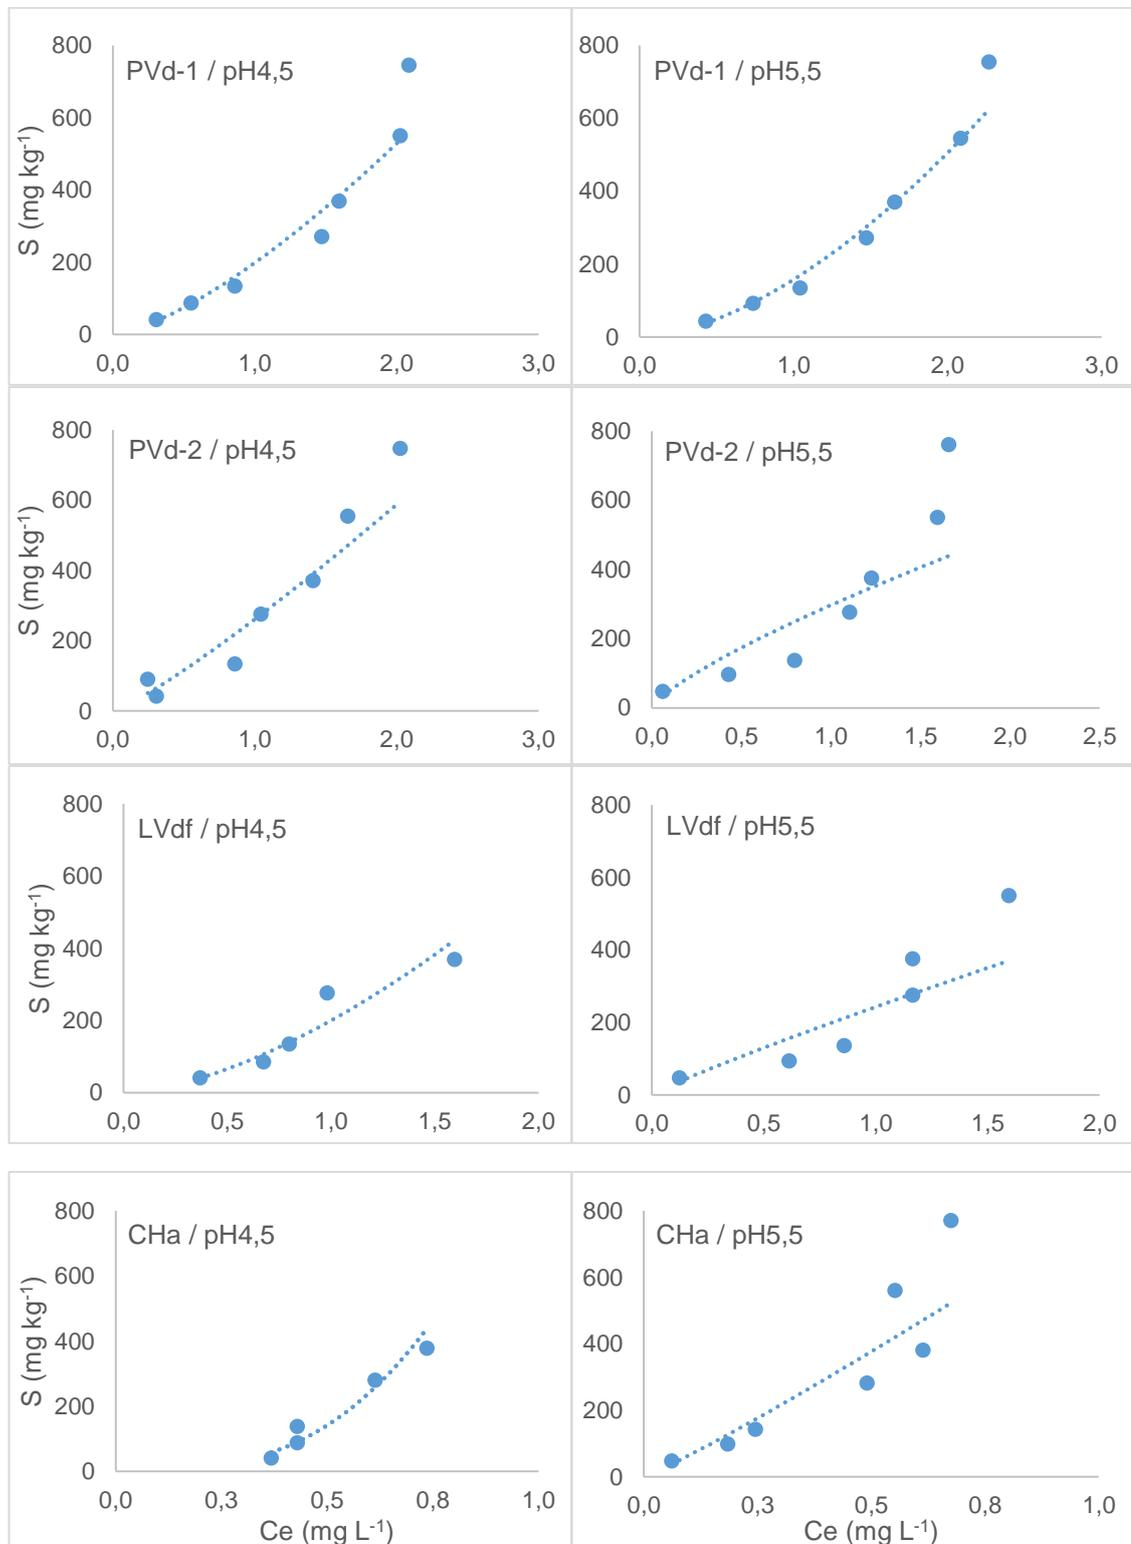 PVd-1 / pH4,5
S (mg kg-1)
800
600
400
200
0
0,0 1,0 2,0 3,0
PVd-1 / pH5,5
800
600
400
200
0
0,0 1,0 2,0 3,0
PVd-2 / pH4,5
S (mg kg-1)
800
600
400
200
0
0,0 1,0 2,0 3,0
PVd-2 / pH5,5
800
600
400
200
0
0,0 0,5 1,0 1,5 2,0 2,5
LVdf / pH4,5
S (mg kg-1)
800
600
400
200
0
0,0 0,5 1,0 1,5 2,0
LVdf / pH5,5
800
600
400
200
0
0,0 0,5 1,0 1,5 2,0
CHa / pH4,5
S (mg kg-1)
800
600
400
200
0
0,0 0,3 0,5 0,8 1,0
Ce (mg L-1)
CHa / pH5,5
800
600
400
200
0
0,0 0,3 0,5 0,8 1,0
Ce (mg L-1)